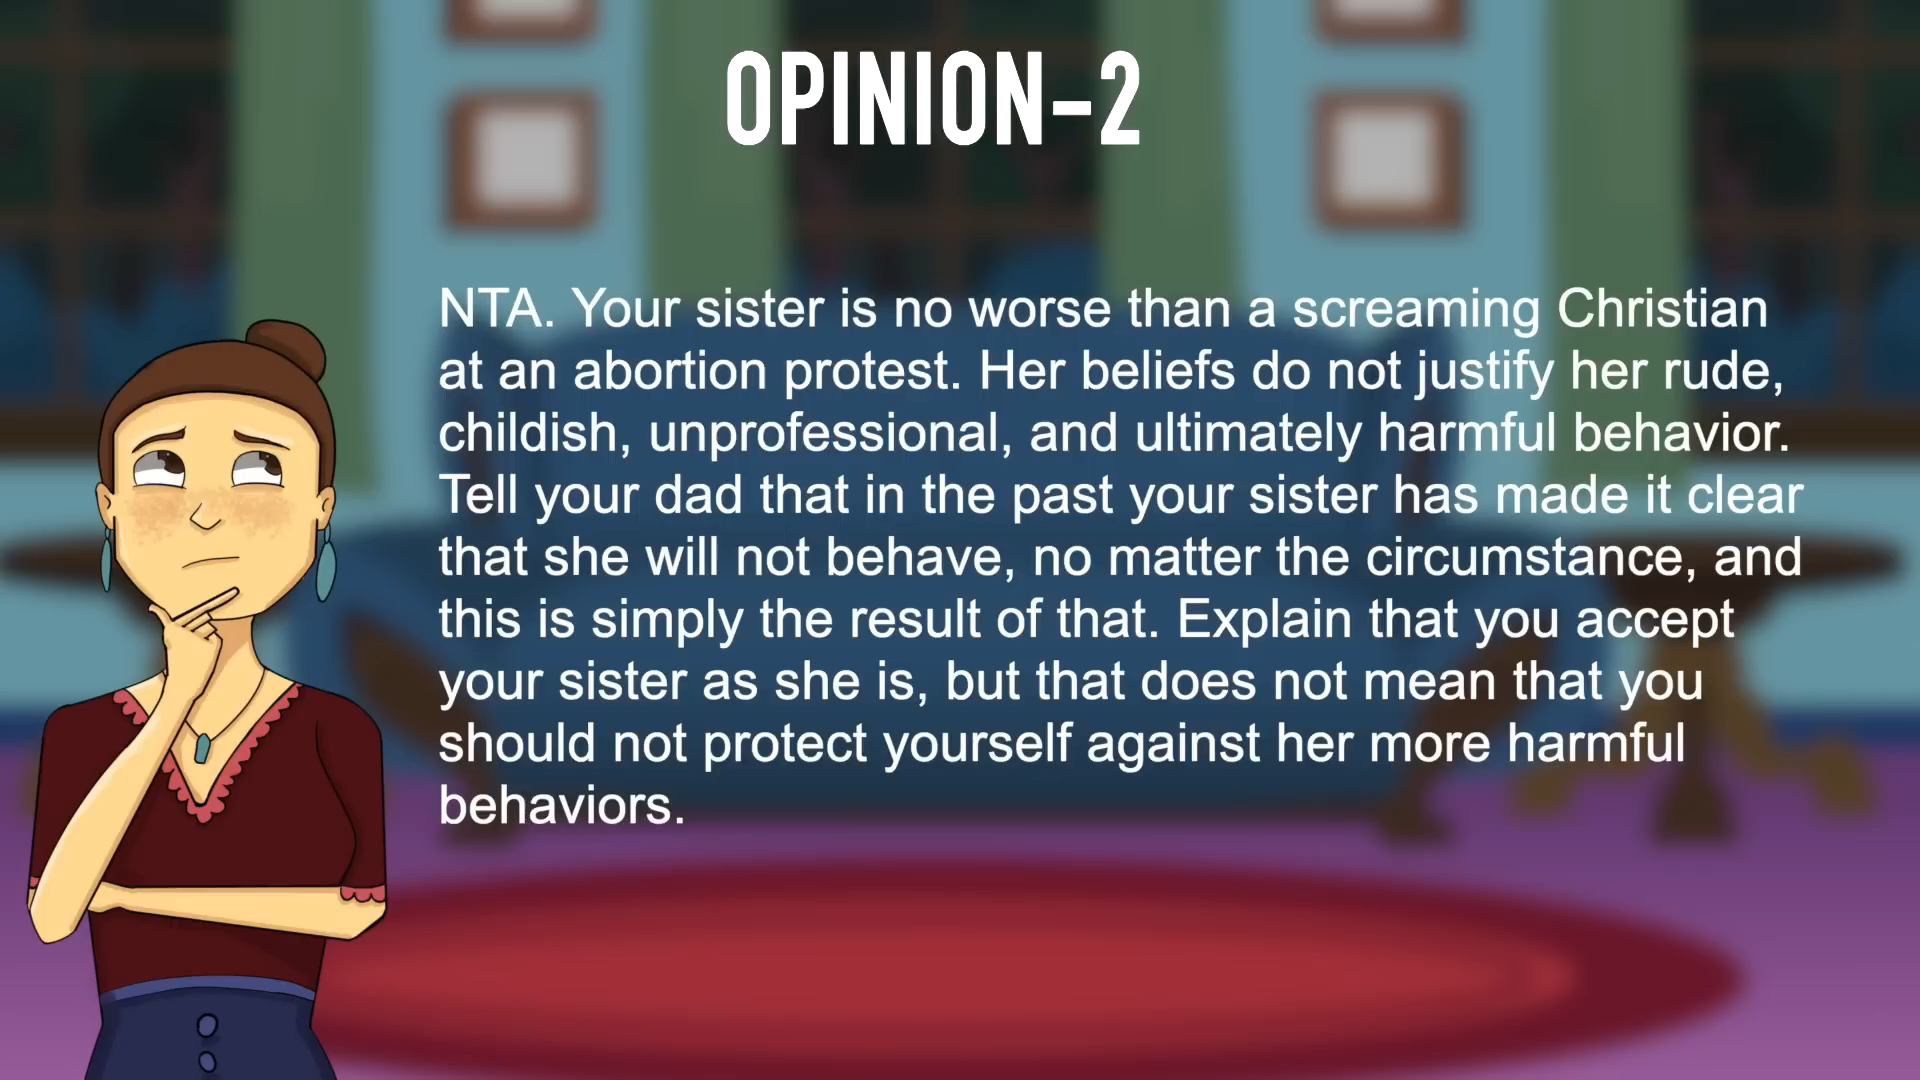 OPINION-2
NTA. Your sister is no worse than a screaming Christian
at an abortion protest. Her beliefs do not justify her rude,
childish, unprofessional, and ultimately harmful behavior.
Tell your dad that in the past your sister has made it clear
that she will not behave, no matter the circumstance, and
this is simply the result of that. Explain that you accept
your sister as she is, but that does not mean that you
should not protect yourself against her more harmful
behaviors.